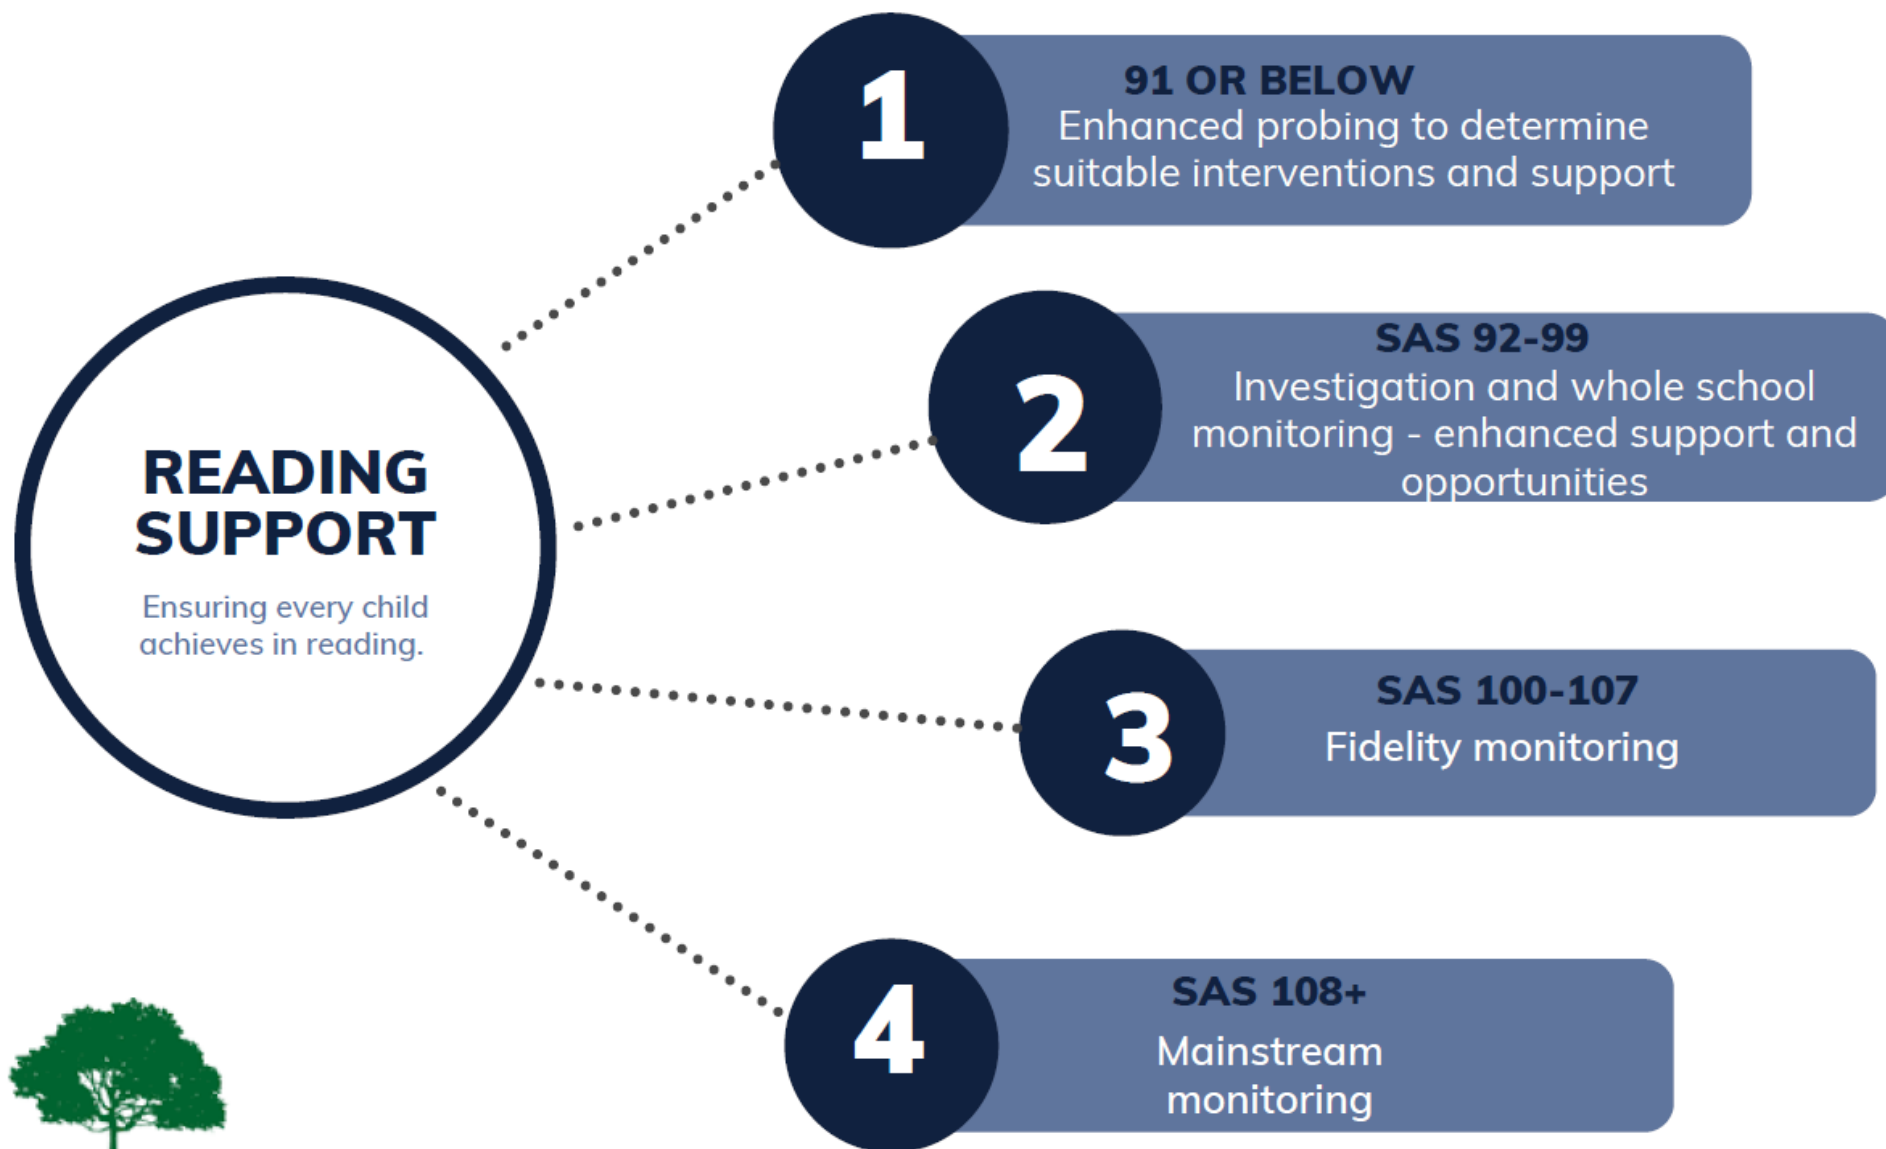 READING
SUPPORT
Ensuring every child
achieves in reading.
1
91 OR BELOW
Enhanced probing to determine
suitable interventions and support
2
SAS 92-99
Investigation and whole school
monitoring - enhanced support and
opportunities
3
SAS 100-107
Fidelity monitoring
4
SAS 108+
Mainstream
monitoring